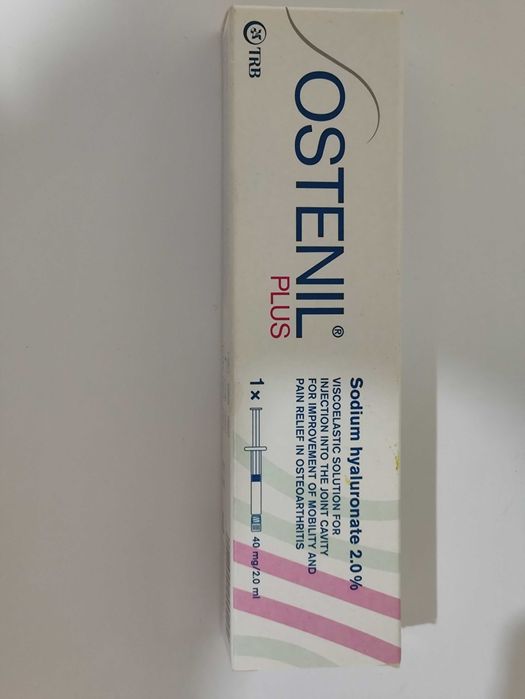 TRB
OSTENIL®
PLUS
Sodium hyaluronate 2.0%
VISCOELASTIC SOLUTION FOR
INJECTION INTO THE JOINT CAVITY
FOR IMPROVEMENT OF MOBILITY AND
PAIN RELIEF IN OSTEOARTHRITIS
1 x
40 mg/2.0 ml